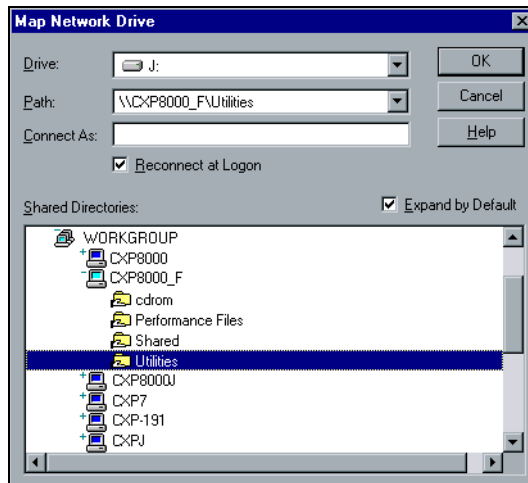 Map Network Drive
Drive: J: OK
Path: \\CXP8000_F\Utilities Cancel
Connect As: Help
Reconnect at Logon
Shared Directories: Expand by Default
WORKGROUP
CXP8000
CXP8000_F
cdrom
Performance Files
Shared
Utilities
CXP8000J
CXP7
CXP-191
CXPJ